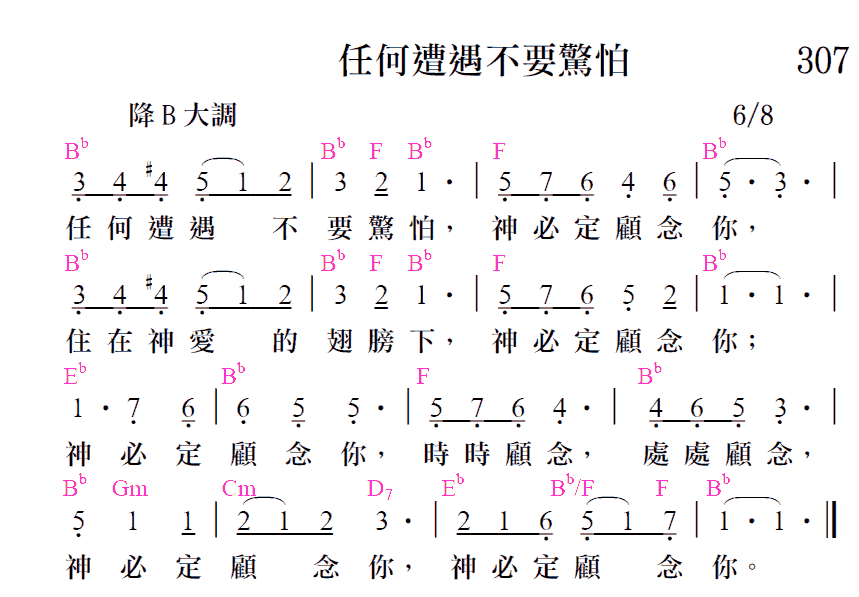 任何遭遇不要驚怕 307
降 B 大調 6/8
B♭ B♭ F B♭ F B♭
3 4 #4 5 1 2 | 3 2 1 · | 5 7 6 4 6 | 5 · 3 · |
任何遭遇 不要驚怕，神必定顧念你，
B♭ B♭ F B♭ F B♭
3 4 #4 5 1 2 | 3 2 1 · | 5 7 6 5 2 | 1 · 1 · |
住在神愛 的翅膀下，神必定顧念你；
E♭ B♭ F B♭
1 · 7 6 | 6 5 5 · | 5 7 6 4 · | 4 6 5 3 · |
神必定顧念你，時時顧念，處處顧念，
B♭ Gm Cm D7 E♭ B♭/F F B♭
5 1 1 | 2 1 2 3 · | 2 1 6 5 1 7 | 1 · 1 · ‖
神必定顧 念你，神必定顧 念你。